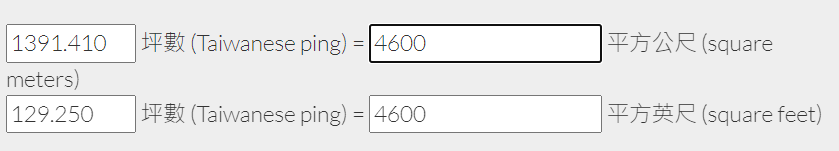 1391.410 坪數 (Taiwanese ping) = 4600 平方公尺 (square
meters)
129.250 坪數 (Taiwanese ping) = 4600 平方英尺 (square feet)